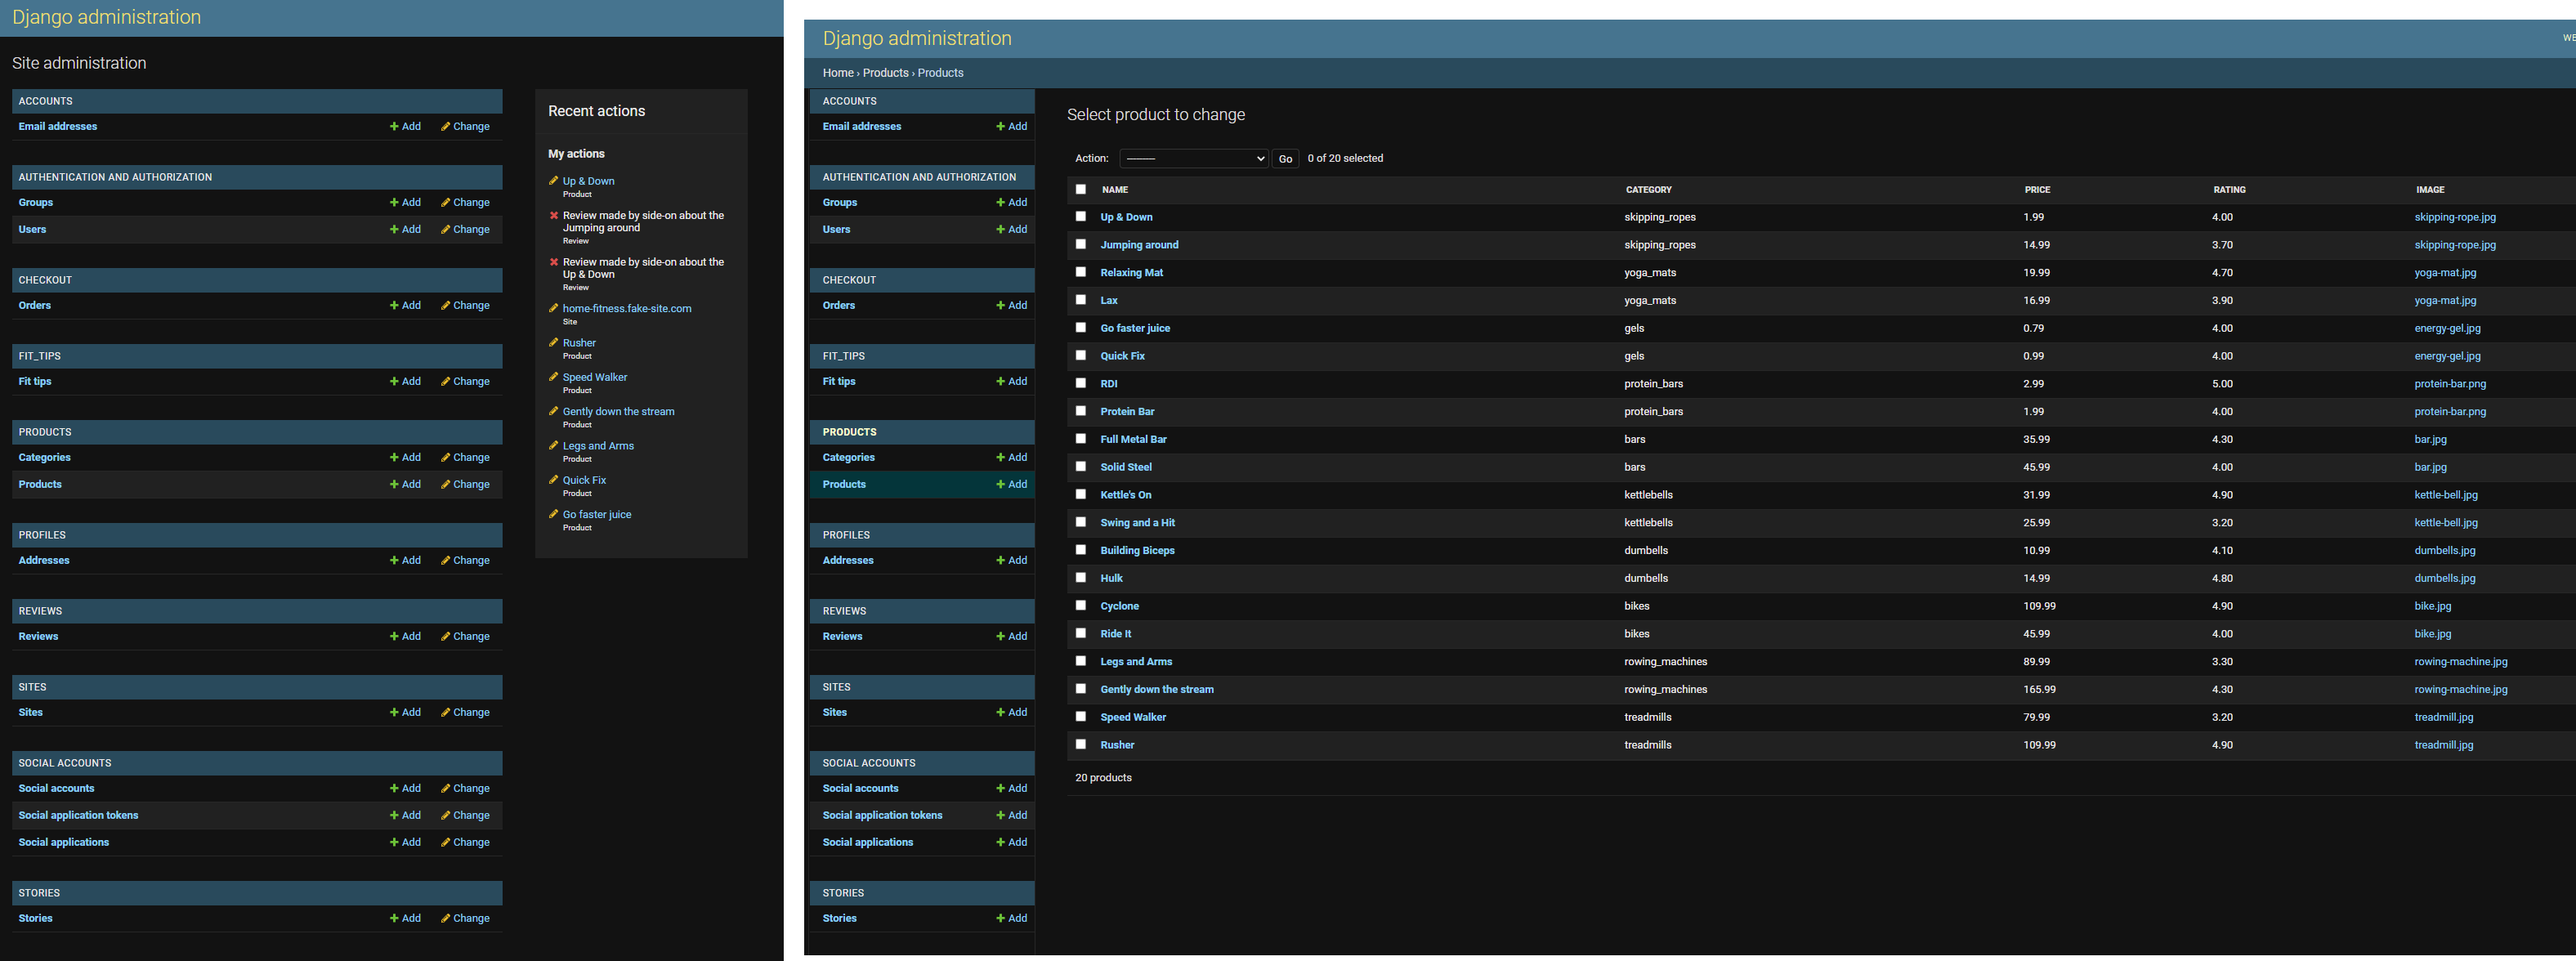 Django administration
Site administration
ACCOUNTS
Email addresses Add Change
AUTHENTICATION AND AUTHORIZATION
Groups Add Change
Users Add Change
CHECKOUT
Orders Add Change
FIT_TIPS
Fit tips Add Change
PRODUCTS
Categories Add Change
Products Add Change
PROFILES
Addresses Add Change
REVIEWS
Reviews Add Change
SITES
Sites Add Change
SOCIAL ACCOUNTS
Social accounts Add Change
Social application tokens Add Change
Social applications Add Change
STORIES
Stories Add Change
Recent actions
My actions
Up & Down
Product
Review made by side-on about the
Jumping around
Review
Review made by side-on about the
Up & Down
Review
home-fitness.fake-site.com
Site
Rusher
Product
Speed Walker
Product
Gently down the stream
Product
Legs and Arms
Product
Quick Fix
Product
Go faster juice
Product
Django administration
WE
Home › Products › Products
ACCOUNTS
Email addresses Add
AUTHENTICATION AND AUTHORIZATION
Groups Add
Users Add
CHECKOUT
Orders Add
FIT_TIPS
Fit tips Add
PRODUCTS
Categories Add
Products Add
PROFILES
Addresses Add
REVIEWS
Reviews Add
SITES
Sites Add
SOCIAL ACCOUNTS
Social accounts Add
Social application tokens Add
Social applications Add
STORIES
Stories Add
Select product to change
Action: --------- Go 0 of 20 selected
NAME CATEGORY PRICE RATING IMAGE
Up & Down skipping_ropes 1.99 4.00 skipping-rope.jpg
Jumping around skipping_ropes 14.99 3.70 skipping-rope.jpg
Relaxing Mat yoga_mats 19.99 4.70 yoga-mat.jpg
Lax yoga_mats 16.99 3.90 yoga-mat.jpg
Go faster juice gels 0.79 4.00 energy-gel.jpg
Quick Fix gels 0.99 4.00 energy-gel.jpg
RDI protein_bars 2.99 5.00 protein-bar.png
Protein Bar protein_bars 1.99 4.00 protein-bar.png
Full Metal Bar bars 35.99 4.30 bar.jpg
Solid Steel bars 45.99 4.00 bar.jpg
Kettle's On kettlebells 31.99 4.90 kettle-bell.jpg
Swing and a Hit kettlebells 25.99 3.20 kettle-bell.jpg
Building Biceps dumbells 10.99 4.10 dumbells.jpg
Hulk dumbells 14.99 4.80 dumbells.jpg
Cyclone bikes 109.99 4.90 bike.jpg
Ride It bikes 45.99 4.00 bike.jpg
Legs and Arms rowing_machines 89.99 3.30 rowing-machine.jpg
Gently down the stream rowing_machines 165.99 4.30 rowing-machine.jpg
Speed Walker treadmills 79.99 3.20 treadmill.jpg
Rusher treadmills 109.99 4.90 treadmill.jpg
20 products